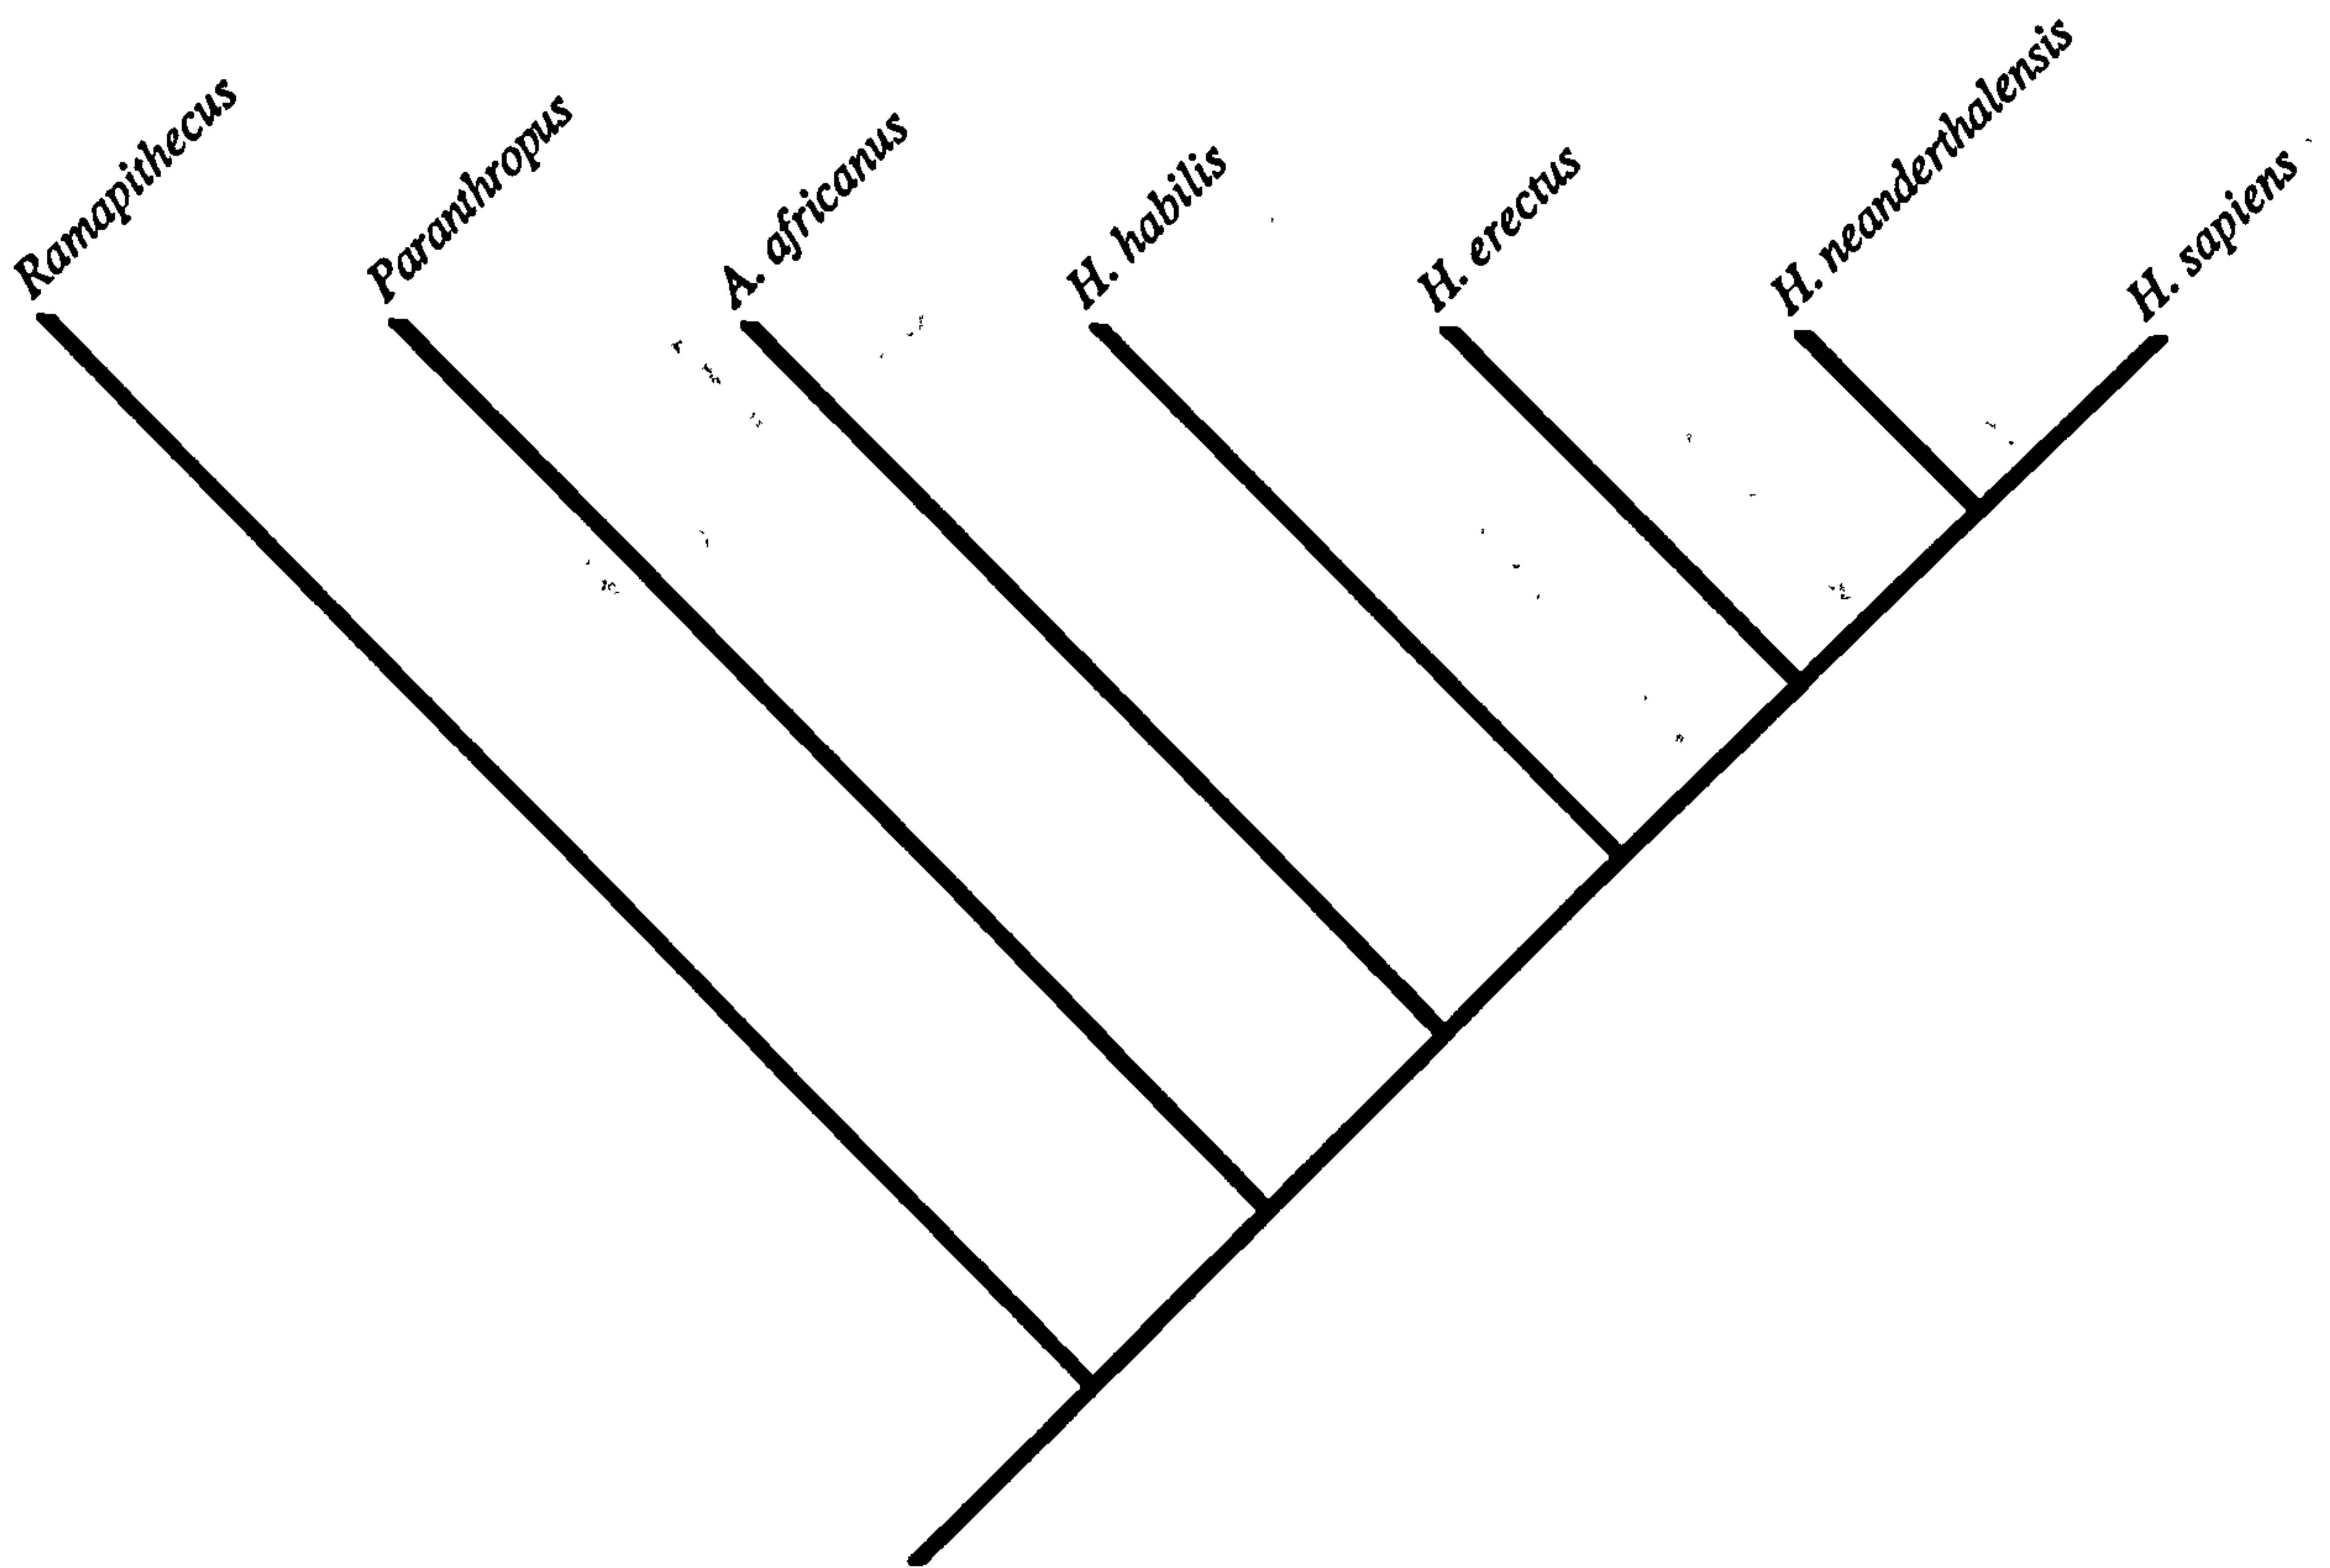 Ramapithecus
Paranthropus
A. africanus
H. habilis
H. erectus
H. neanderthalensis
H. sapiens